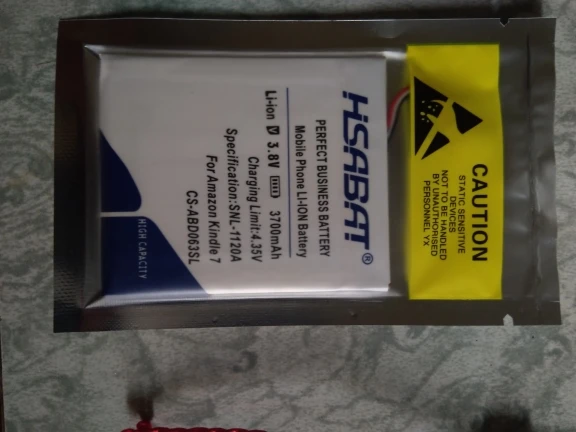 CAUTION
STATIC SENSITIVE
DEVICES
NOT TO BE HANDLED
BY UNAUTHORISED
PERSONNEL YX
HSABAT®
PERFECT BUSINESS BATTERY
Mobile Phone LI-ION Battery
Li-ion 3.8V 3700mAh
Charging Limit:4.35V
Specification:SNL-1120A
For Amazon Kindle 7
CS-ABD063SL
HIGH CAPACITY